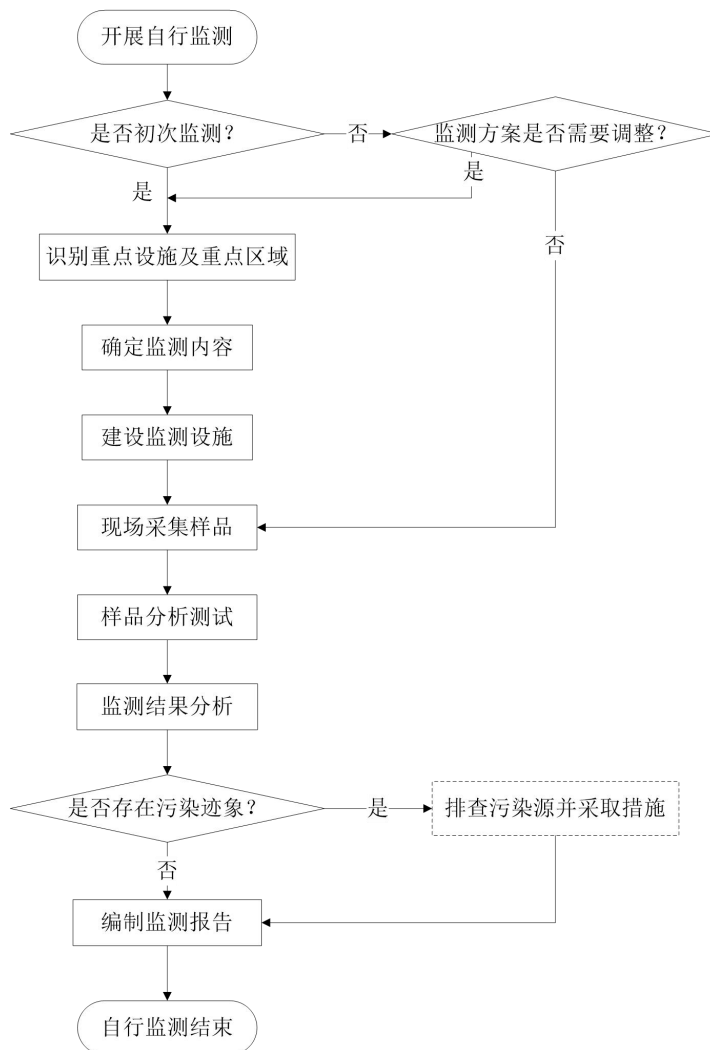 开展自行监测
是否初次监测?
否
监测方案是否需要调整?
是
是
否
识别重点设施及重点区域
确定监测内容
建设监测设施
现场采集样品
样品分析测试
监测结果分析
是否存在污染迹象?
是
排查污染源并采取措施
否
编制监测报告
自行监测结束